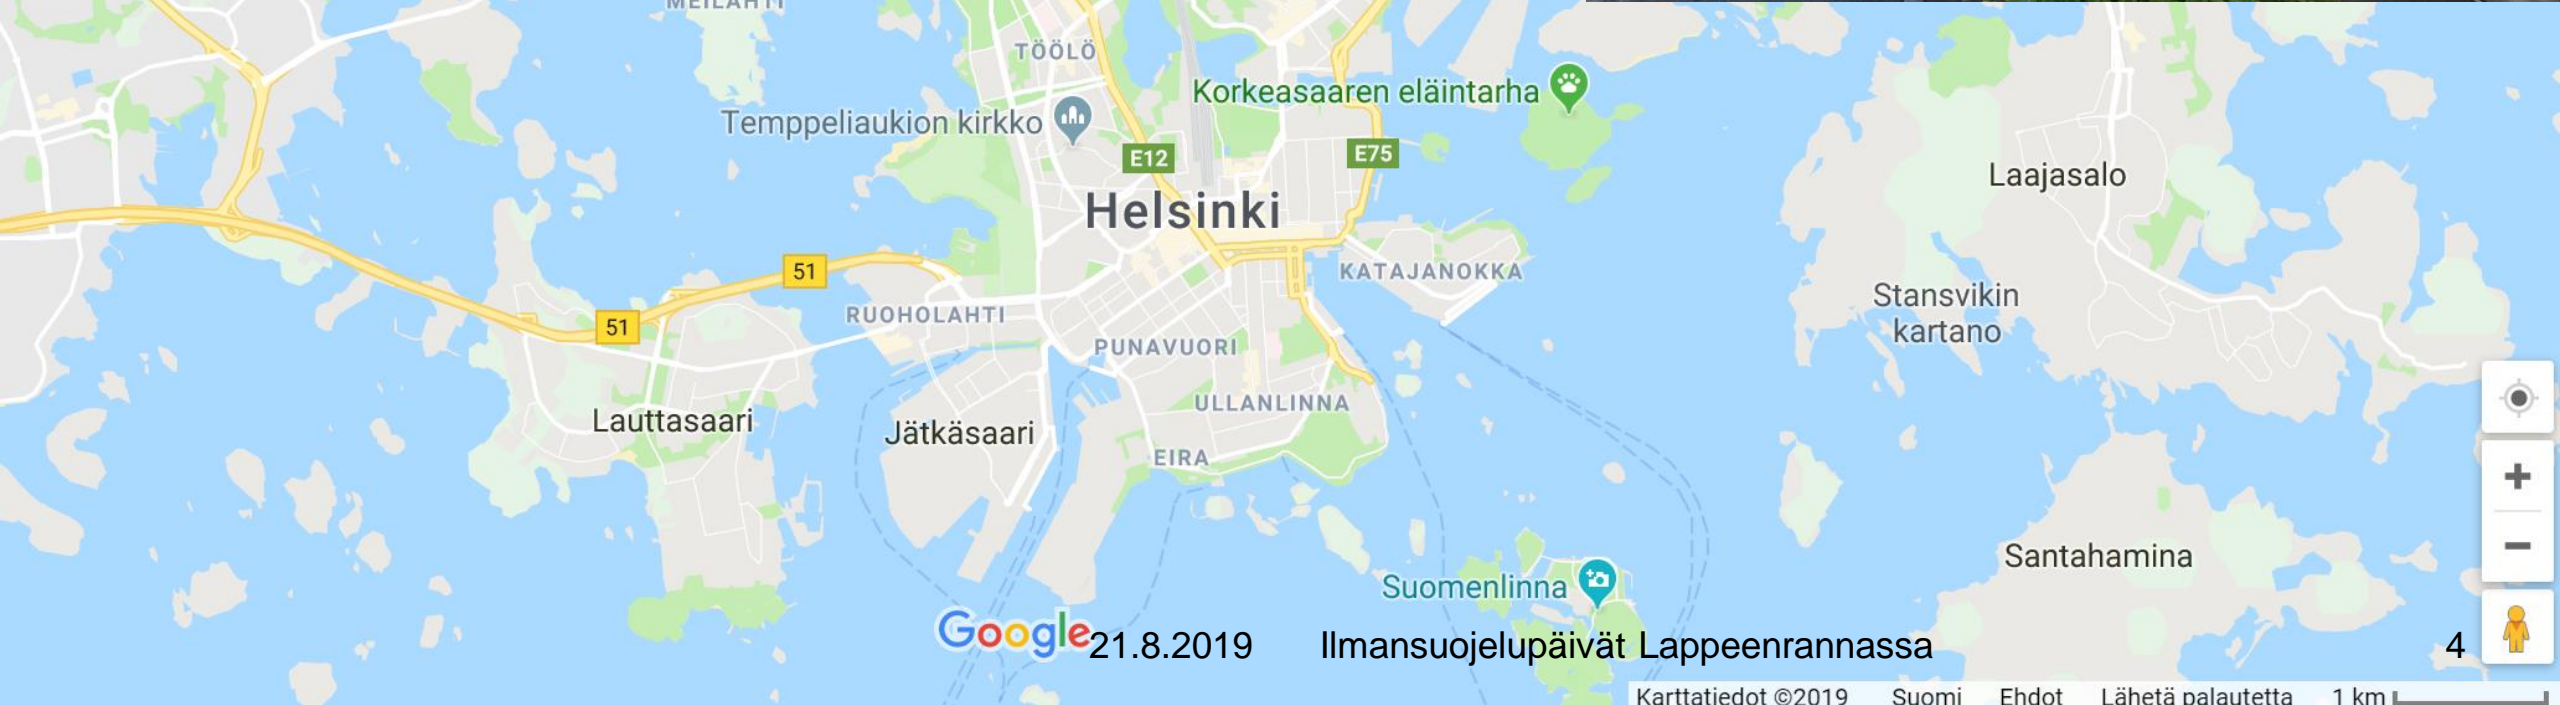 MEILAHTI
TÖÖLÖ
Korkeasaaren eläintarha
Temppeliaukion kirkko
E12
E75
Laajasalo
Helsinki
51
KATAJANOKKA
Stansvikin
kartano
RUOHOLAHTI
51
PUNAVUORI
ULLANLINNA
Lauttasaari
Jätkäsaari
EIRA
Santahamina
Suomenlinna
Google
21.8.2019 Ilmansuojelupäivät Lappeenrannassa 4
Karttatiedot ©2019 Suomi Ehdot Lähetä palautetta 1 km